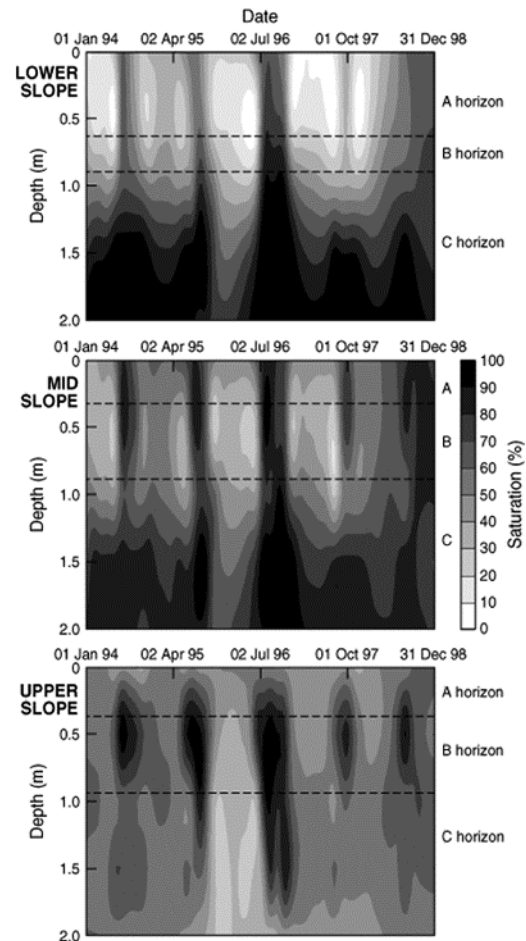 Date
01 Jan 94 02 Apr 95 02 Jul 96 01 Oct 97 31 Dec 98
LOWER SLOPE
Depth (m)
0
0.5
1.0
1.5
2.0
A horizon
B horizon
C horizon
01 Jan 94 02 Apr 95 02 Jul 96 01 Oct 97 31 Dec 98
MID SLOPE
Depth (m)
0
0.5
1.0
1.5
2.0
A
B
C
100
90
80
70
60
50
40
30
20
10
0
Saturation (%)
01 Jan 94 02 Apr 95 02 Jul 96 01 Oct 97 31 Dec 98
UPPER SLOPE
Depth (m)
0
0.5
1.0
1.5
2.0
A horizon
B horizon
C horizon